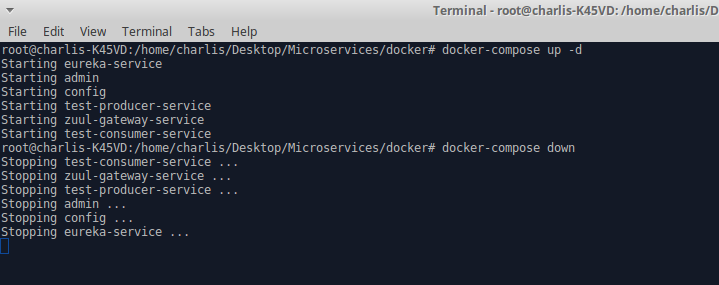 Terminal - root@charlis-K45VD: /home/charlis/D
File Edit View Terminal Tabs Help
root@charlis-K45VD:/home/charlis/Desktop/Microservices/docker# docker-compose up -d
Starting eureka-service
Starting admin
Starting config
Starting test-producer-service
Starting zuul-gateway-service
Starting test-consumer-service
root@charlis-K45VD:/home/charlis/Desktop/Microservices/docker# docker-compose down
Stopping test-consumer-service ...
Stopping zuul-gateway-service ...
Stopping test-producer-service ...
Stopping admin ...
Stopping config ...
Stopping eureka-service ...